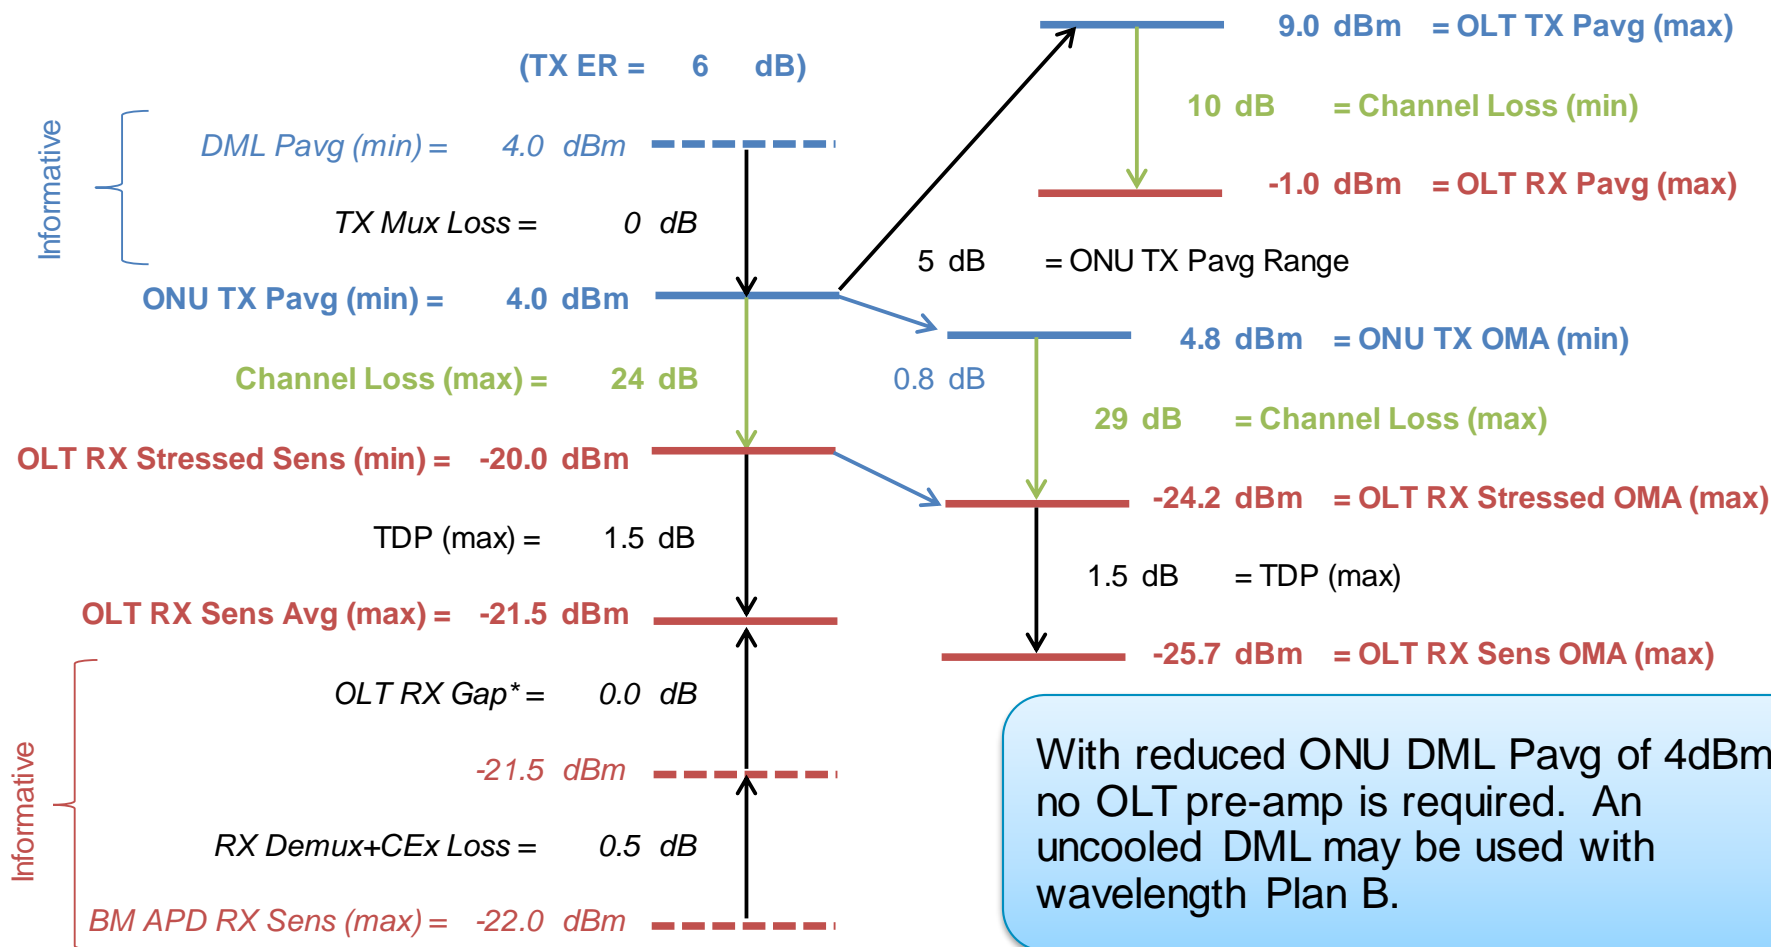 (TX ER = 6 dB)
Informative
DML Pavg (min) = 4.0 dBm
TX Mux Loss = 0 dB
ONU TX Pavg (min) = 4.0 dBm
Channel Loss (max) = 24 dB
OLT RX Stressed Sens (min) = -20.0 dBm
TDP (max) = 1.5 dB
OLT RX Sens Avg (max) = -21.5 dBm
Informative
OLT RX Gap* = 0.0 dB
-21.5 dBm
RX Demux+CEx Loss = 0.5 dB
BM APD RX Sens (max) = -22.0 dBm
9.0 dBm = OLT TX Pavg (max)
10 dB = Channel Loss (min)
-1.0 dBm = OLT RX Pavg (max)
5 dB = ONU TX Pavg Range
4.8 dBm = ONU TX OMA (min)
0.8 dB
29 dB = Channel Loss (max)
-24.2 dBm = OLT RX Stressed OMA (max)
1.5 dB = TDP (max)
-25.7 dBm = OLT RX Sens OMA (max)
With reduced ONU DML Pavg of 4dBm
no OLT pre-amp is required. An
uncooled DML may be used with
wavelength Plan B.